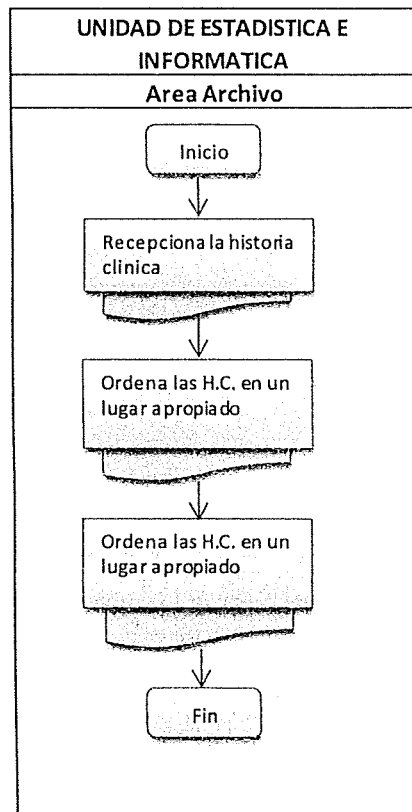 UNIDAD DE ESTADISTICA E
INFORMATICA
Area Archivo
Inicio
Recepciona la historia
clinica
Ordena las H.C. en un
lugar apropiado
Ordena las H.C. en un
lugar apropiado
Fin